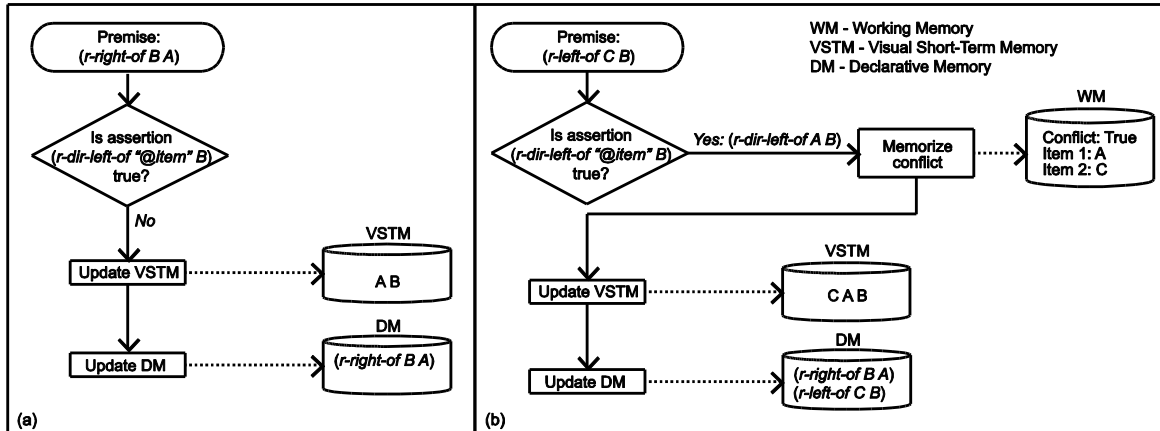 Premise:
(r-right-of B A)
Is assertion
(r-dir-left-of “@Item” B)
true?
No
VSTM
Update VSTM
A B
DM
Update DM
(r-right-of B A)
(a)
Premise:
(r-left-of C B)
WM - Working Memory
VSTM - Visual Short-Term Memory
DM - Declarative Memory
Is assertion
(r-dir-left-of “@item” B)
true?
Yes: (r-dir-left-of A B)
Memorize
conflict
WM
Conflict: True
Item 1: A
Item 2: C
VSTM
Update VSTM
C A B
DM
Update DM
(r-right-of B A)
(r-left-of C B)
(b)